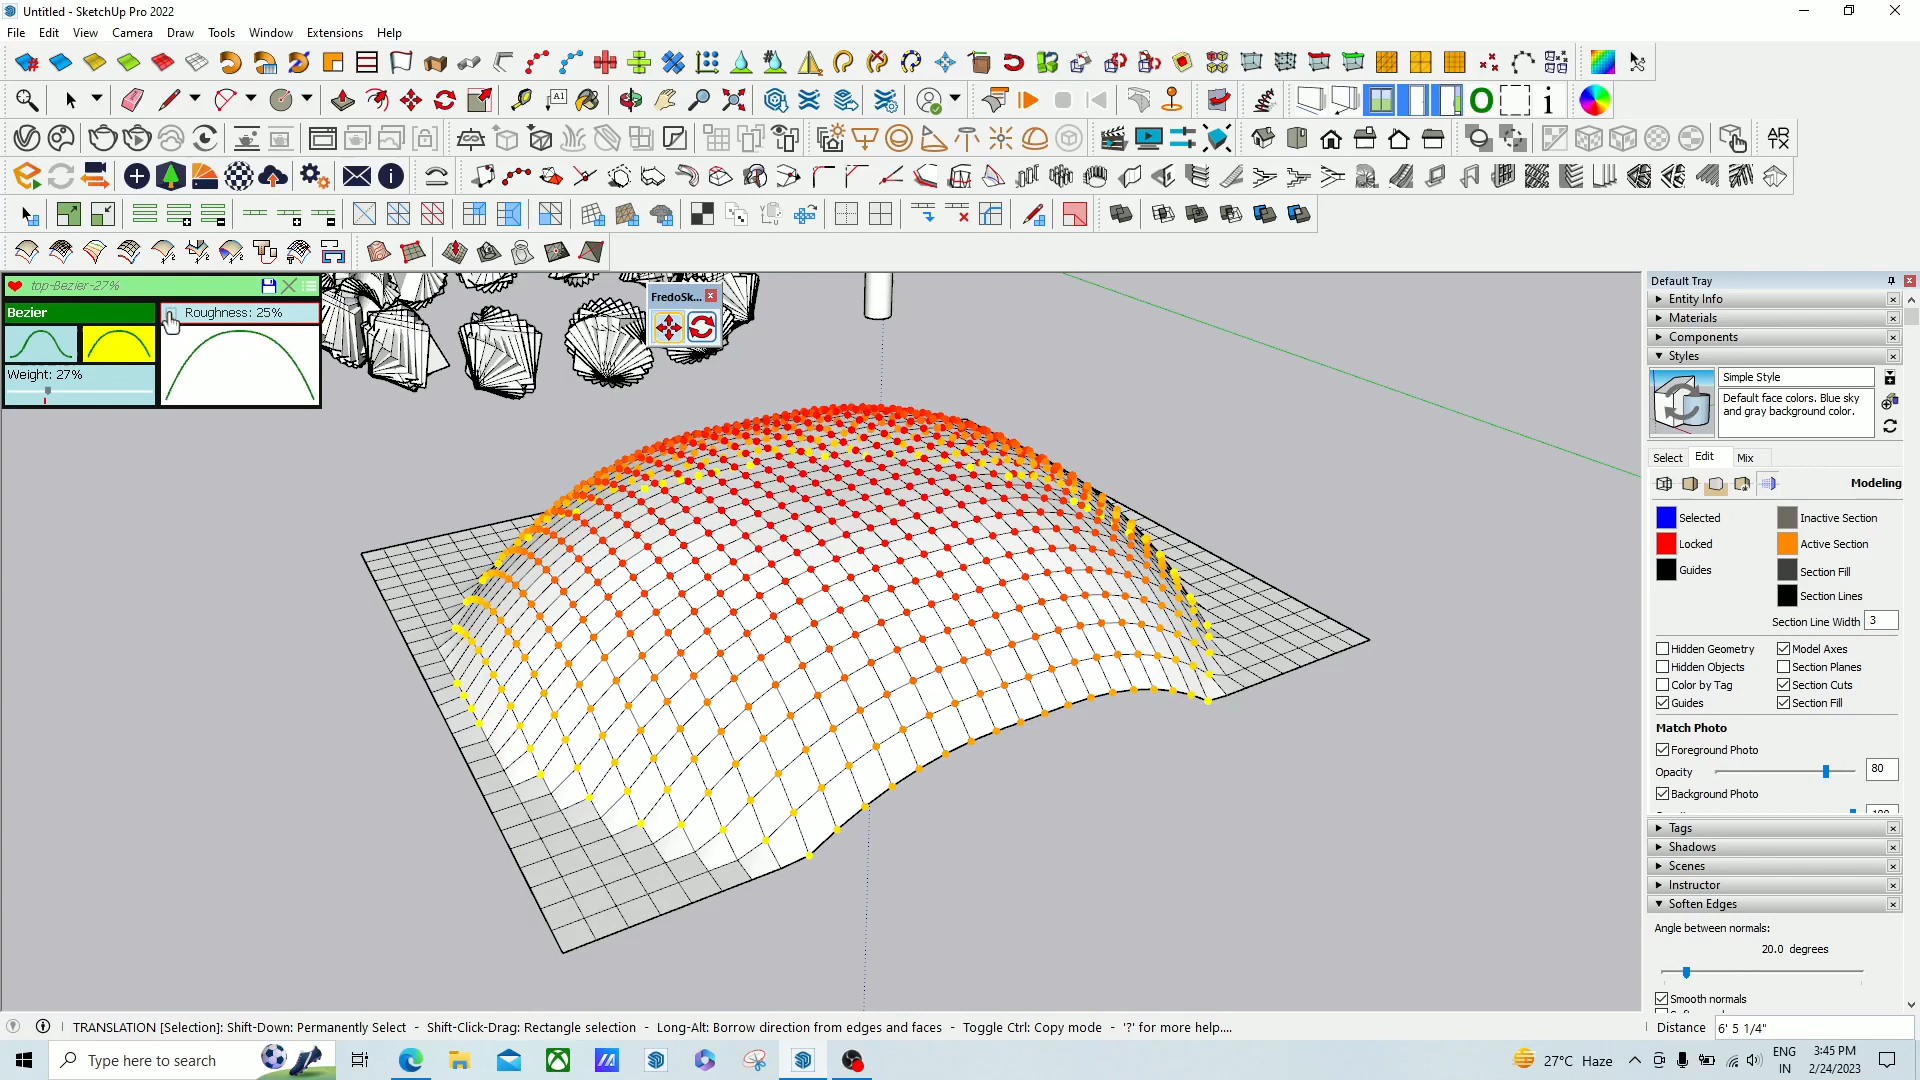 Untitled - SketchUp Pro 2022
File Edit View Camera Draw Tools Window Extensions Help
A1
AR
top-Bezier-27%
Bezier
Roughness: 25%
Weight: 27%
FredoSk...
Default Tray
Entity Info
Materials
Components
Styles
Simple Style
Default face colors. Blue sky
and gray background color.
Select Edit Mix
Modeling
Selected Inactive Section
Locked Active Section
Guides Section Fill
Section Lines
Section Line Width 3
Hidden Geometry Model Axes
Hidden Objects Section Planes
Color by Tag Section Cuts
Guides Section Fill
Match Photo
Foreground Photo
Opacity 80
Background Photo
Tags
Shadows
Scenes
Instructor
Soften Edges
Angle between normals:
20.0 degrees
Smooth normals
TRANSLATION [Selection]: Shift-Down: Permanently Select - Shift-Click-Drag: Rectangle selection - Long-Alt: Borrow direction from edges and faces - Toggle Ctrl: Copy mode - '?' for more help....
Distance 6' 5 1/4"
Type here to search
27°C Haze
ENG
IN
3:45 PM
2/24/2023